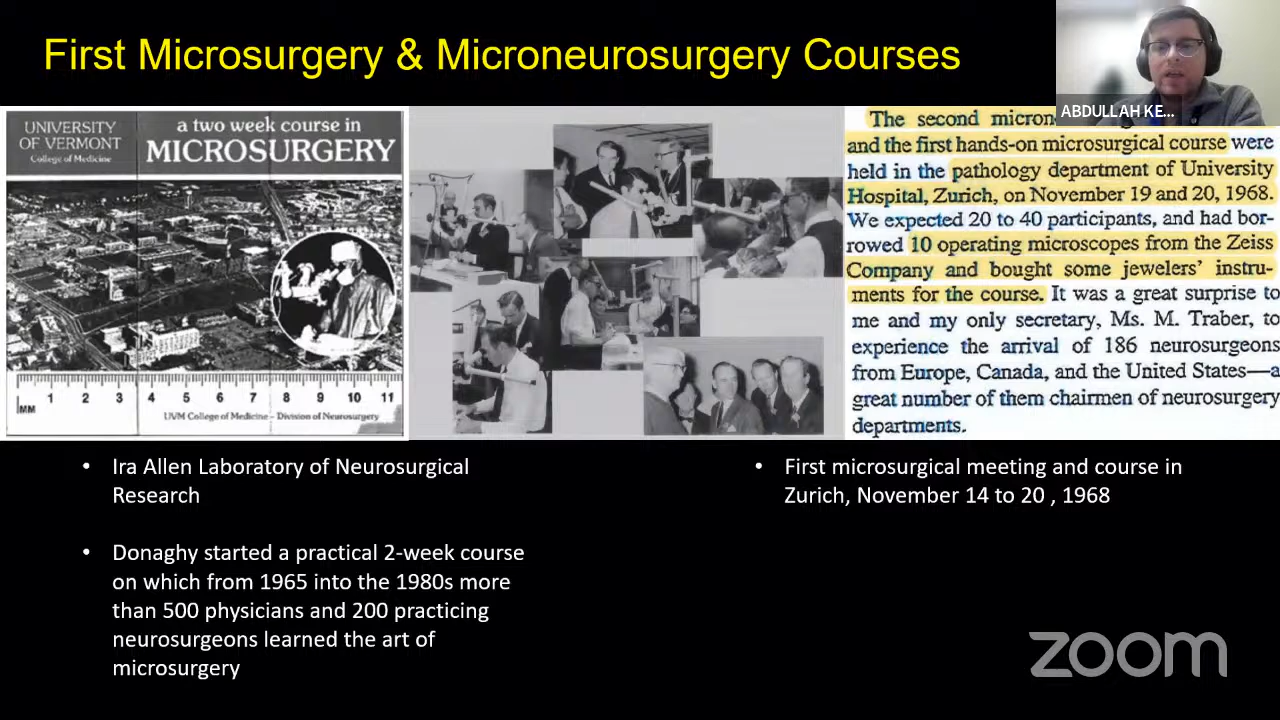 First Microsurgery & Microneurosurgery Courses
ABDULLAH KE...
UNIVERSITY
OF VERMONT
College of Medicine
a two week course in
MICROSURGERY
MM 1 2 3 4 5 6 7 8 9 10 11
UVM College of Medicine - Division of Neurosurgery
The second micron
and the first hands-on microsurgical course were
held in the pathology department of University
Hospital, Zurich, on November 19 and 20, 1968.
We expected 20 to 40 participants, and had bor-
rowed 10 operating microscopes from the Zeiss
Company and bought some jewelers' instru-
ments for the course. It was a great surprise to
me and my only secretary, Ms. M. Traber, to
experience the arrival of 186 neurosurgeons
from Europe, Canada, and the United States—a
great number of them chairmen of neurosurgery
departments.
• Ira Allen Laboratory of Neurosurgical
Research
• Donaghy started a practical 2-week course
on which from 1965 into the 1980s more
than 500 physicians and 200 practicing
neurosurgeons learned the art of
microsurgery
• First microsurgical meeting and course in
Zurich, November 14 to 20 , 1968
zoom